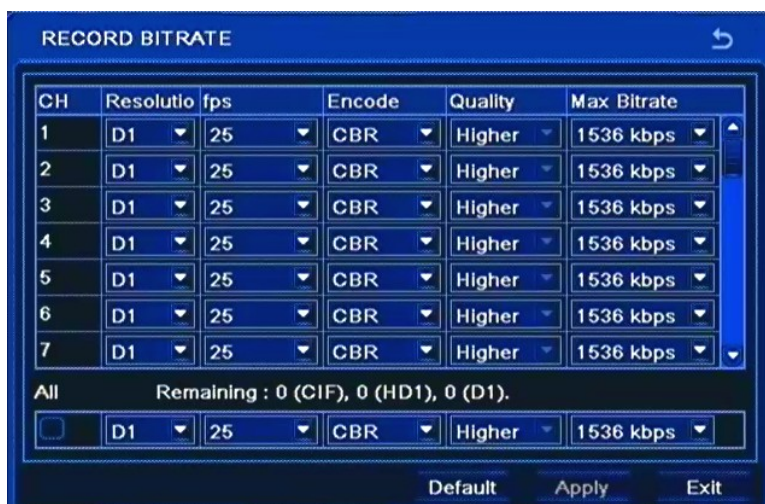 RECORD BITRATE
CH Resolutio fps Encode Quality Max Bitrate
1 D1 25 CBR Higher 1536 kbps
2 D1 25 CBR Higher 1536 kbps
3 D1 25 CBR Higher 1536 kbps
4 D1 25 CBR Higher 1536 kbps
5 D1 25 CBR Higher 1536 kbps
6 D1 25 CBR Higher 1536 kbps
7 D1 25 CBR Higher 1536 kbps
All Remaining : 0 (CIF), 0 (HD1), 0 (D1).
D1 25 CBR Higher 1536 kbps
Default Apply Exit